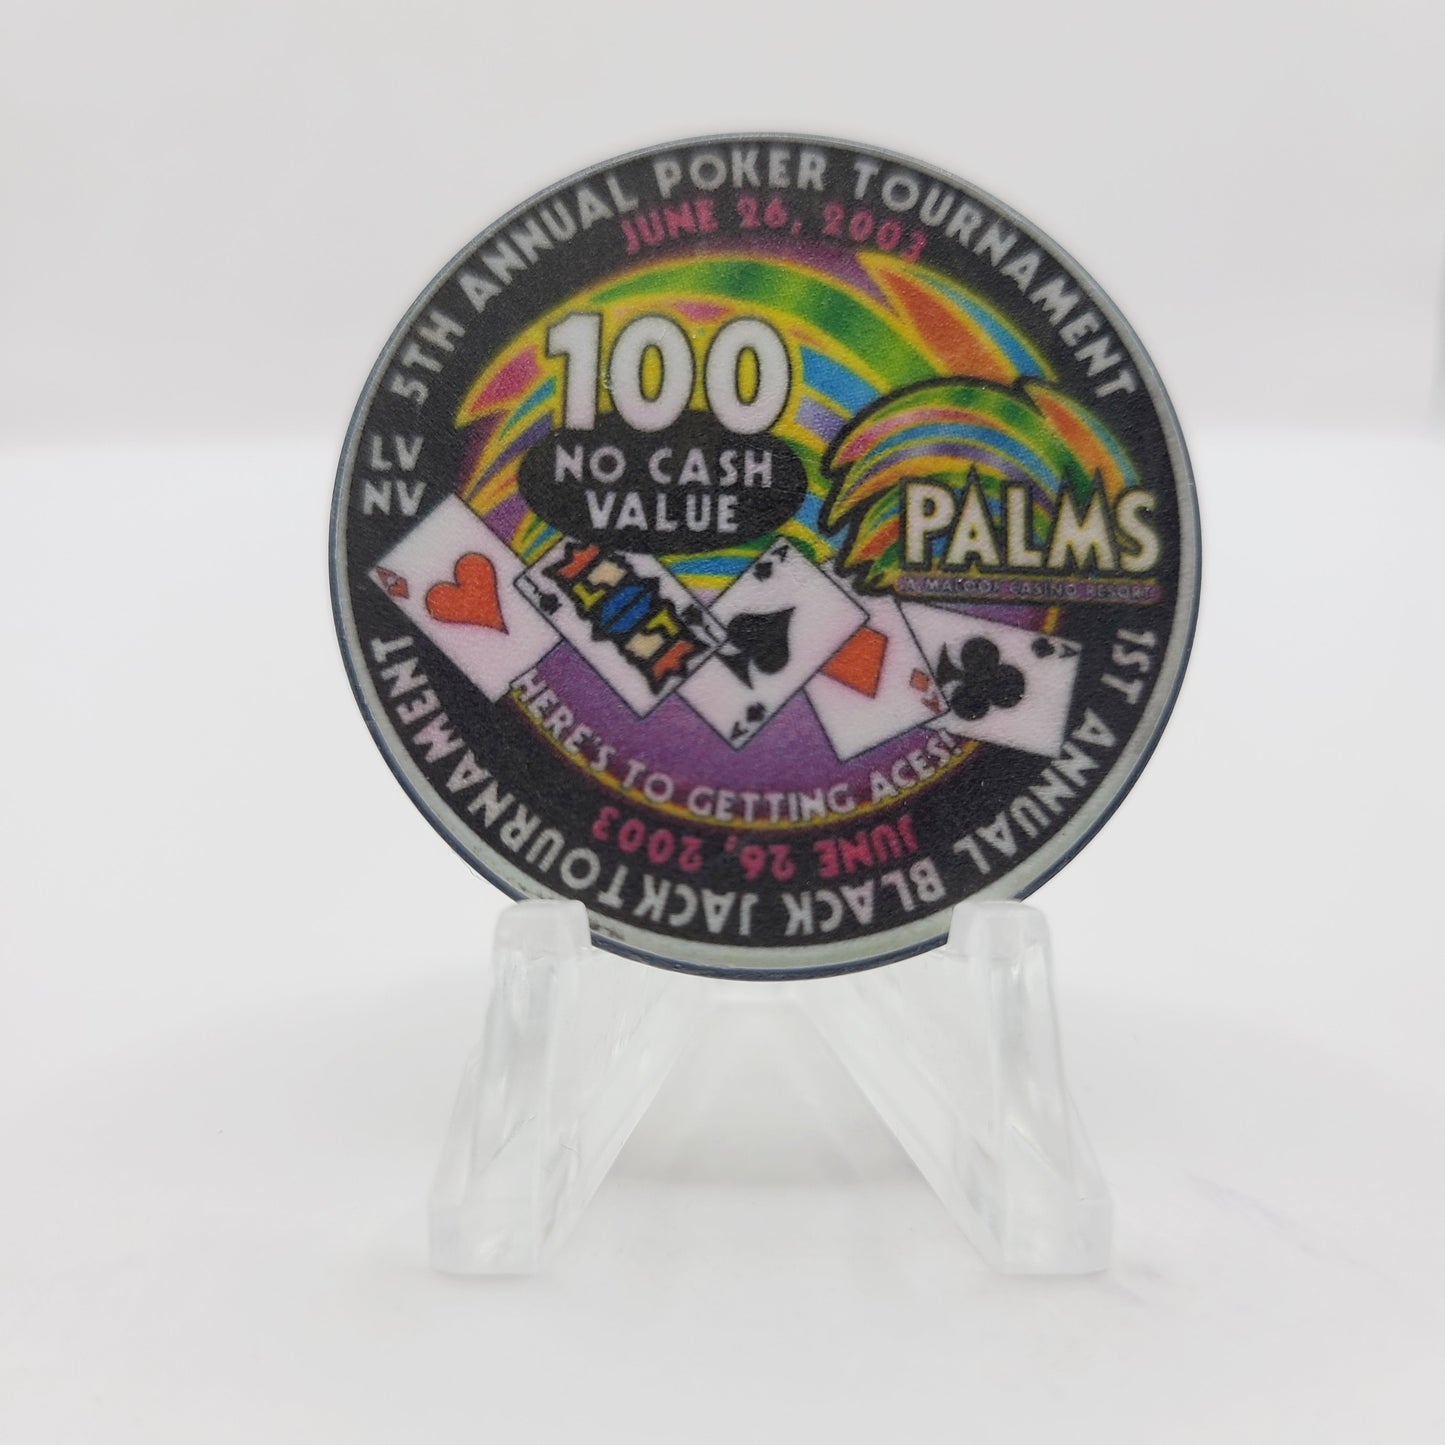 5TH ANNUAL POKER TOURNAMENT
JUNE 26, 2003
100
NO CASH
VALUE
LV
NV
PALMS
A MALOOF CASINO RESORT
A
A
A
A
HERE'S TO GETTING ACES!
JUNE 26, 2003
1ST ANNUAL BLACK JACK TOURNAMENT